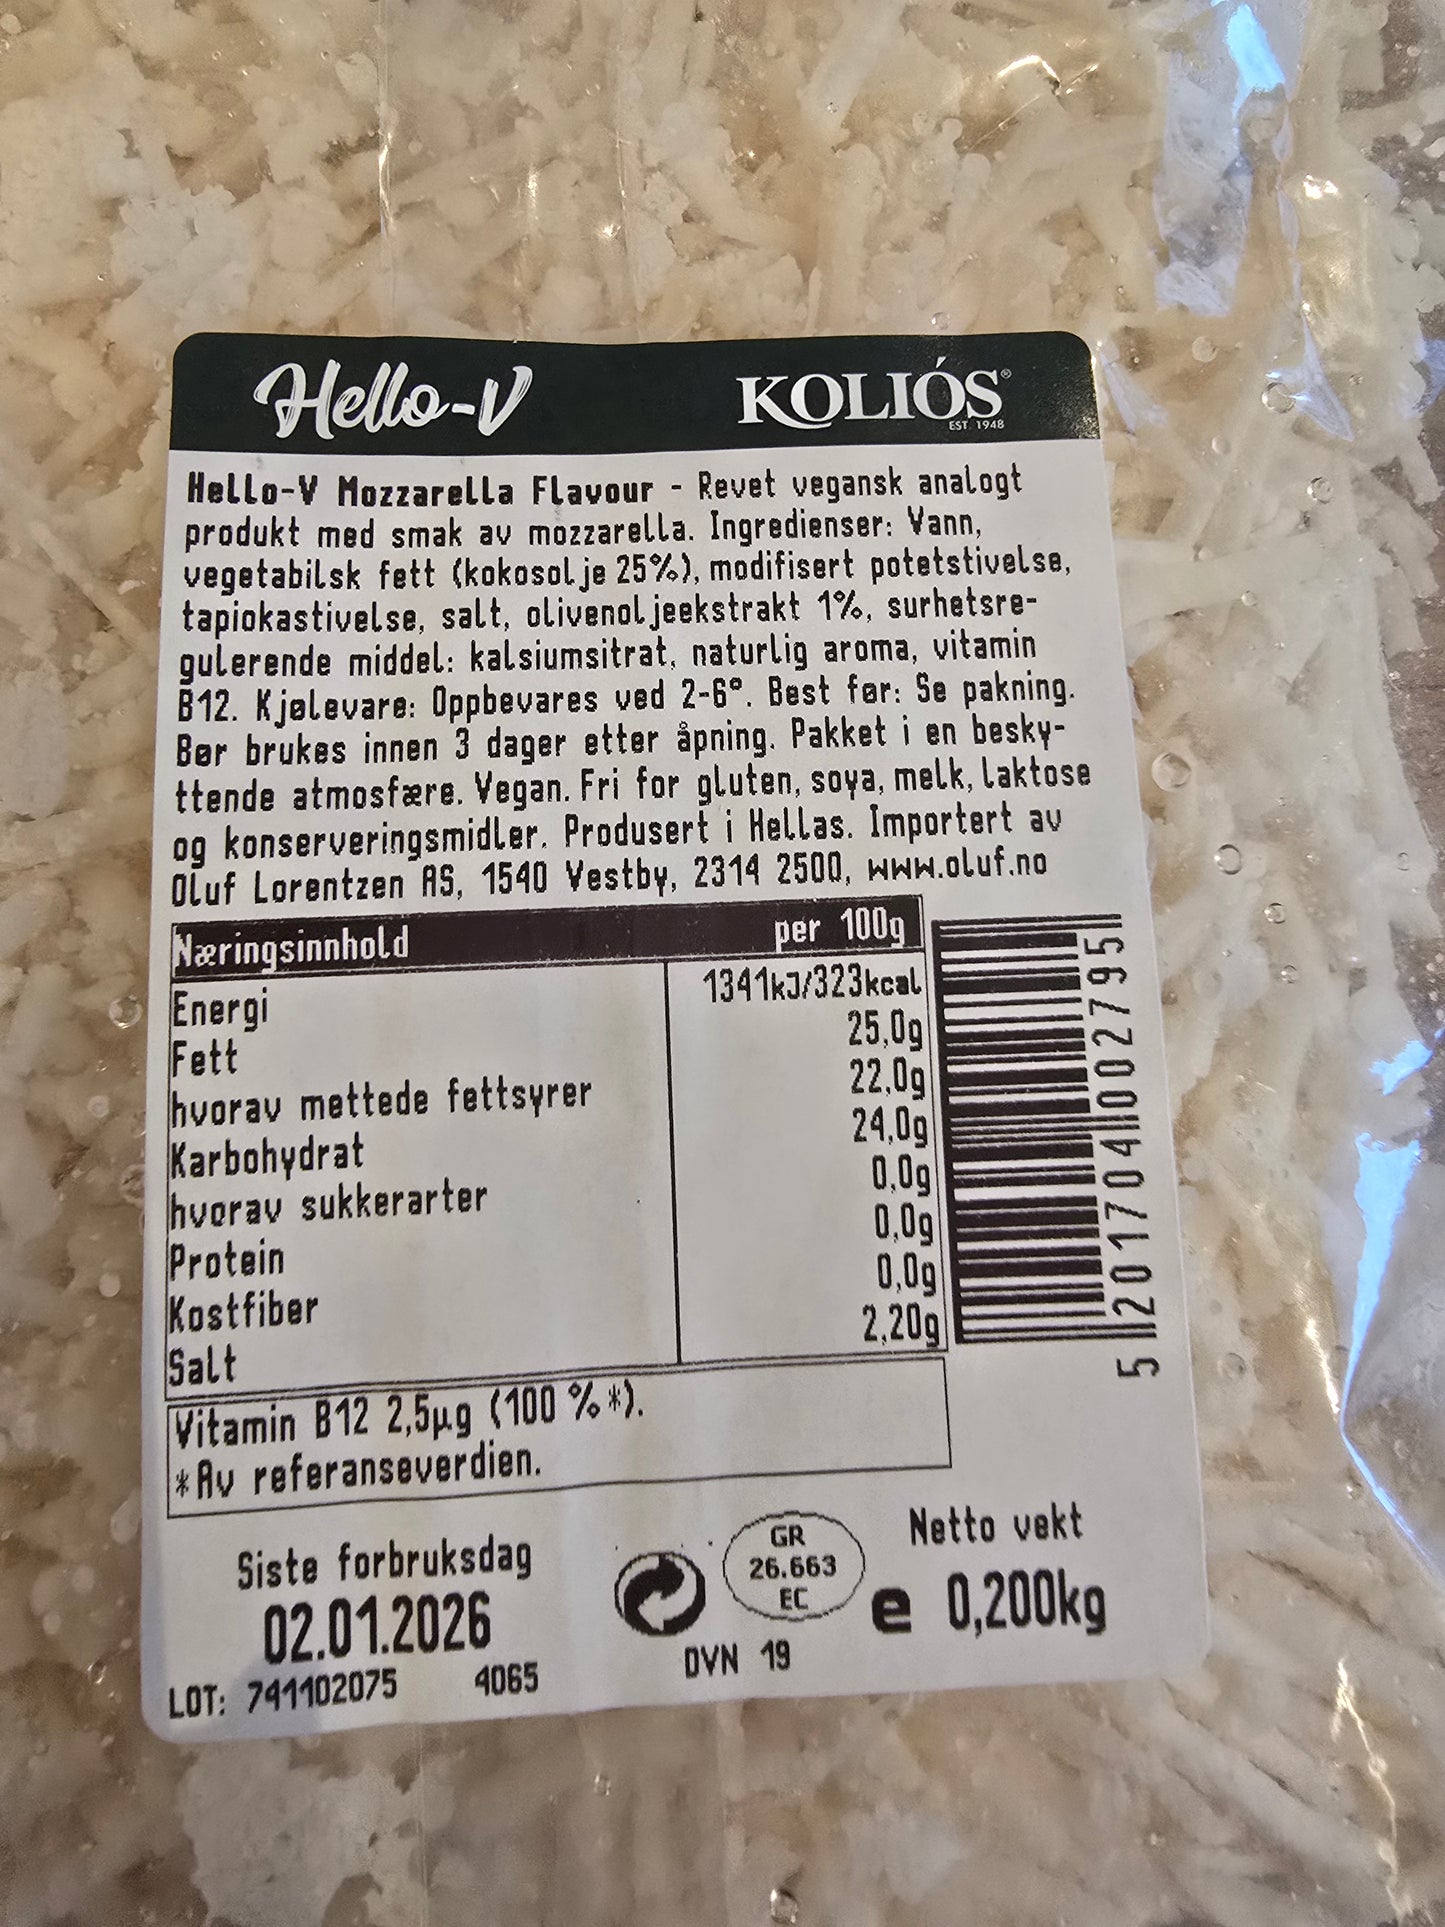 Hello-V KOLIÓS®
EST. 1948
Hello-V Mozzarella Flavour - Revet vegansk analogt
produkt med smak av mozzarella. Ingredienser: Vann,
vegetabilsk fett (kokosolje 25%), modifisert potetstivelse,
tapiokastivelse, salt, olivenoljeekstrakt 1%, surhetsre-
gulerende middel: kalsiumsitrat, naturlig aroma, vitamin
B12. Kjølevare: Oppbevares ved 2-6°. Best før: Se pakning.
Bør brukes innen 3 dager etter åpning. Pakket i en besky-
ttende atmosfære. Vegan. Fri for gluten, soya, melk, laktose
og konserveringsmidler. Produsert i Hellas. Importert av
Oluf Lorentzen AS, 1540 Vestby, 2314 2500, www.oluf.no
Næringsinnhold per 100g
Energi 1341kJ/323kcal
Fett 25,0g
hvorav mettede fettsyrer 22,0g
Karbohydrat 24,0g
hvorav sukkerarter 0,0g
Protein 0,0g
Kostfiber 0,0g
Salt 2,20g
Vitamin B12 2,5µg (100 %*).
*Av referanseverdien.
5 201704 002795
Siste forbruksdag
02.01.2026
LOT: 741102075 4065
GR
26.663
EC
DVN 19
Netto vekt
e 0,200kg